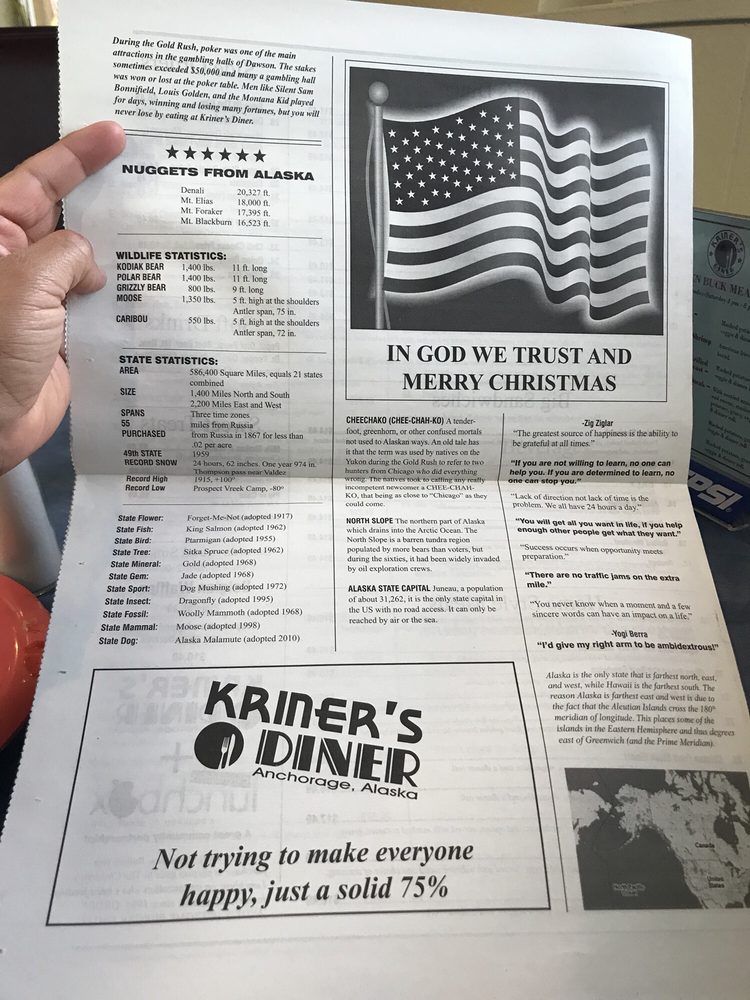 During the Gold Rush, poker was one of the main
attractions in the gambling halls of Dawson. The stakes
sometimes exceeded $50,000 and many a gambling hall
was won or lost at the poker table. Men like Silent Sam
Bonnifield, Louis Golden, and the Montana Kid played
for days, winning and losing many fortunes, but you will
never lose by eating at Kriner's Diner.
★★★★★★
NUGGETS FROM ALASKA
Denali 20,327 ft.
Mt. Elias 18,000 ft.
Mt. Foraker 17,395 ft.
Mt. Blackburn 16,523 ft.
WILDLIFE STATISTICS:
KODIAK BEAR 1,400 lbs. 11 ft. long
POLAR BEAR 1,400 lbs. 11 ft. long
GRIZZLY BEAR 800 lbs. 9 ft. long
MOOSE 1,350 lbs. 5 ft. high at the shoulders
Antler span, 75 in.
CARIBOU 550 lbs. 5 ft. high at the shoulders
Antler span, 72 in.
STATE STATISTICS:
AREA 586,400 Square Miles, equals 21 states
combined
SIZE 1,400 Miles North and South
2,200 Miles East and West
SPANS Three time zones
55 miles from Russia
PURCHASED from Russia in 1867 for less than
.02 per acre
49th STATE 1959
RECORD SNOW 24 hours, 62 inches. One year 974 in.
Thompson pass near Valdez
Record High 1915, +100°
Record Low Prospect Vreek Camp, -80°
State Flower: Forget-Me-Not (adopted 1917)
State Fish: King Salmon (adopted 1962)
State Bird: Ptarmigan (adopted 1955)
State Tree: Sitka Spruce (adopted 1962)
State Mineral: Gold (adopted 1968)
State Gem: Jade (adopted 1968)
State Sport: Dog Mushing (adopted 1972)
State Insect: Dragonfly (adopted 1995)
State Fossil: Woolly Mammoth (adopted 1968)
State Mammal: Moose (adopted 1998)
State Dog: Alaska Malamute (adopted 2010)
IN GOD WE TRUST AND
MERRY CHRISTMAS
CHEECHAKO (CHEE-CHAH-KO) A tender-
foot, greenhorn, or other confused mortals
not used to Alaskan ways. An old tale has
it that the term was used by natives on the
Yukon during the Gold Rush to refer to two
hunters from Chicago who did everything
wrong. The natives took to calling any really
incompetent newcomer a CHEE-CHAH-
KO, that being as close to "Chicago" as they
could come.
NORTH SLOPE The northern part of Alaska
which drains into the Arctic Ocean. The
North Slope is a barren tundra region
populated by more bears than voters, but
during the sixties, it had been widely invaded
by oil exploration crews.
ALASKA STATE CAPITAL Juneau, a population
of about 31,262, it is the only state capital in
the US with no road access. It can only be
reached by air or the sea.
-Zig Ziglar
"The greatest source of happiness is the ability to
be grateful at all times."
"If you are not willing to learn, no one can
help you. If you are determined to learn, no
one can stop you."
"Lack of direction not lack of time is the
problem. We all have 24 hours a day."
"You will get all you want in life, if you help
enough other people get what they want."
"Success occurs when opportunity meets
preparation."
"There are no traffic jams on the extra
mile."
"You never know when a moment and a few
sincere words can have an impact on a life."
-Yogi Berra
"I'd give my right arm to be ambidextrous!"
Alaska is the only state that is farthest north, east,
and west, while Hawaii is the farthest south. The
reason Alaska is farthest east and west is due to
the fact that the Aleutian Islands cross the 180th
meridian of longitude. This places some of the
islands in the Eastern Hemisphere and thus degrees
east of Greenwich (and the Prime Meridian).
Canada
United
States
KRINER'S
DINER
Anchorage, Alaska
Not trying to make everyone
happy, just a solid 75%
KRINER'S
DINER
BUCK MEA
PSI